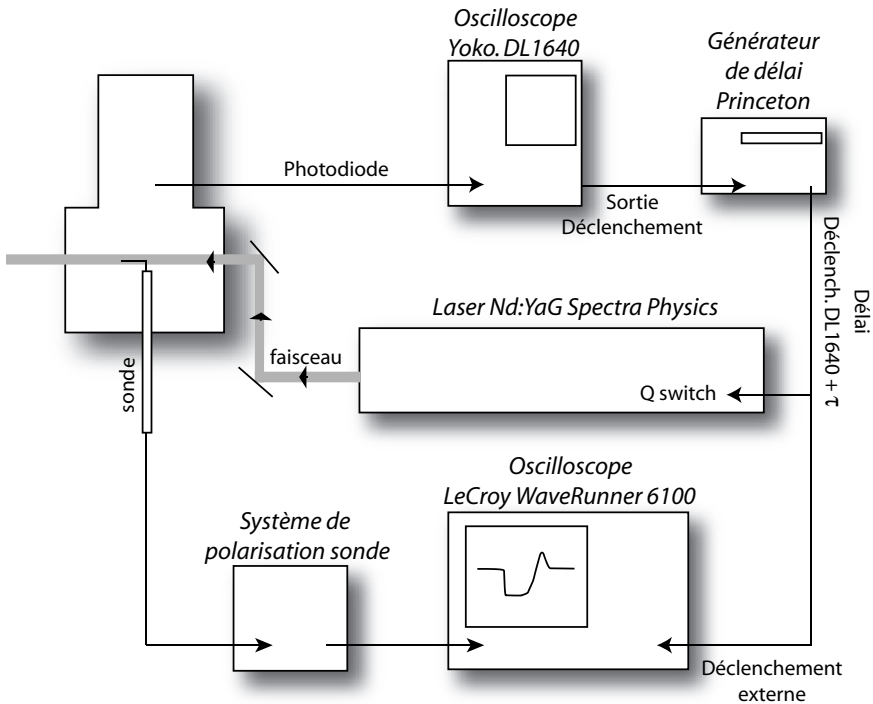 Oscilloscope
Yoko. DL1640
Générateur
de délai
Princeton
Photodiode
Sortie
Déclenchement
Délai
Déclench. DL1640 + τ
Laser Nd:YaG Spectra Physics
faisceau
Q switch
sonde
Oscilloscope
LeCroy WaveRunner 6100
Système de
polarisation sonde
Déclenchement
externe